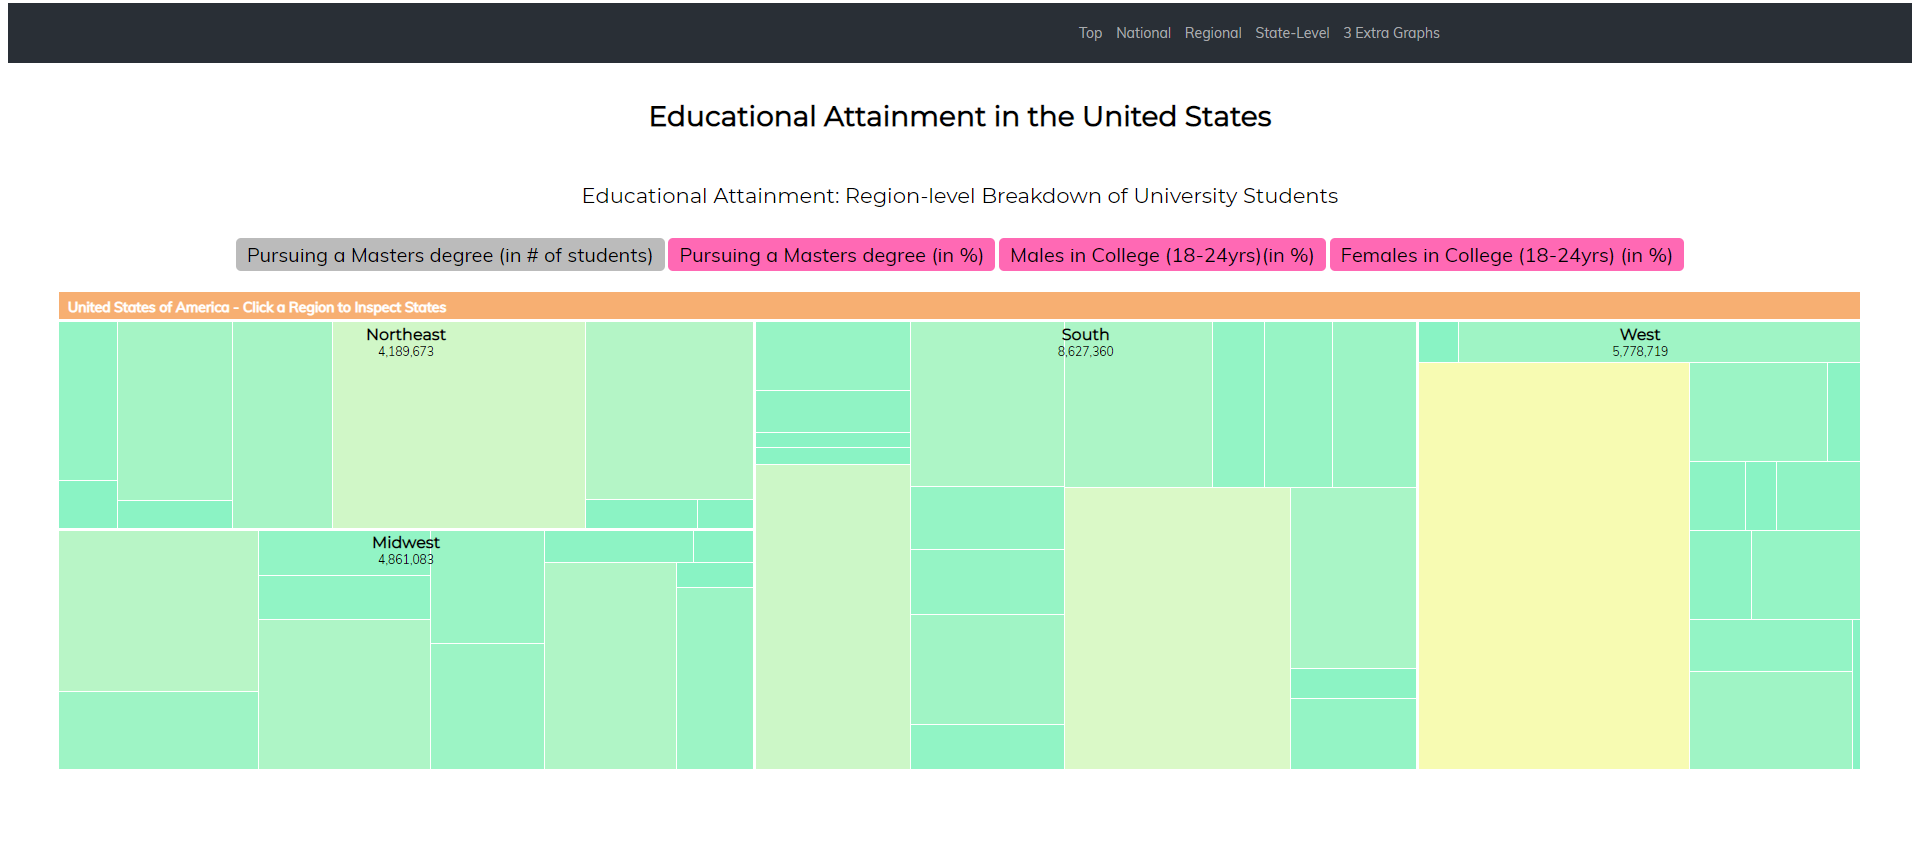 Top National Regional State-Level 3 Extra Graphs
Educational Attainment in the United States
Educational Attainment: Region-level Breakdown of University Students
Pursuing a Masters degree (in # of students) Pursuing a Masters degree (in %) Males in College (18-24yrs)(in %) Females in College (18-24yrs) (in %)
United States of America - Click a Region to Inspect States
Northeast
4,189,673
South
8,627,360
West
5,778,719
Midwest
4,861,083